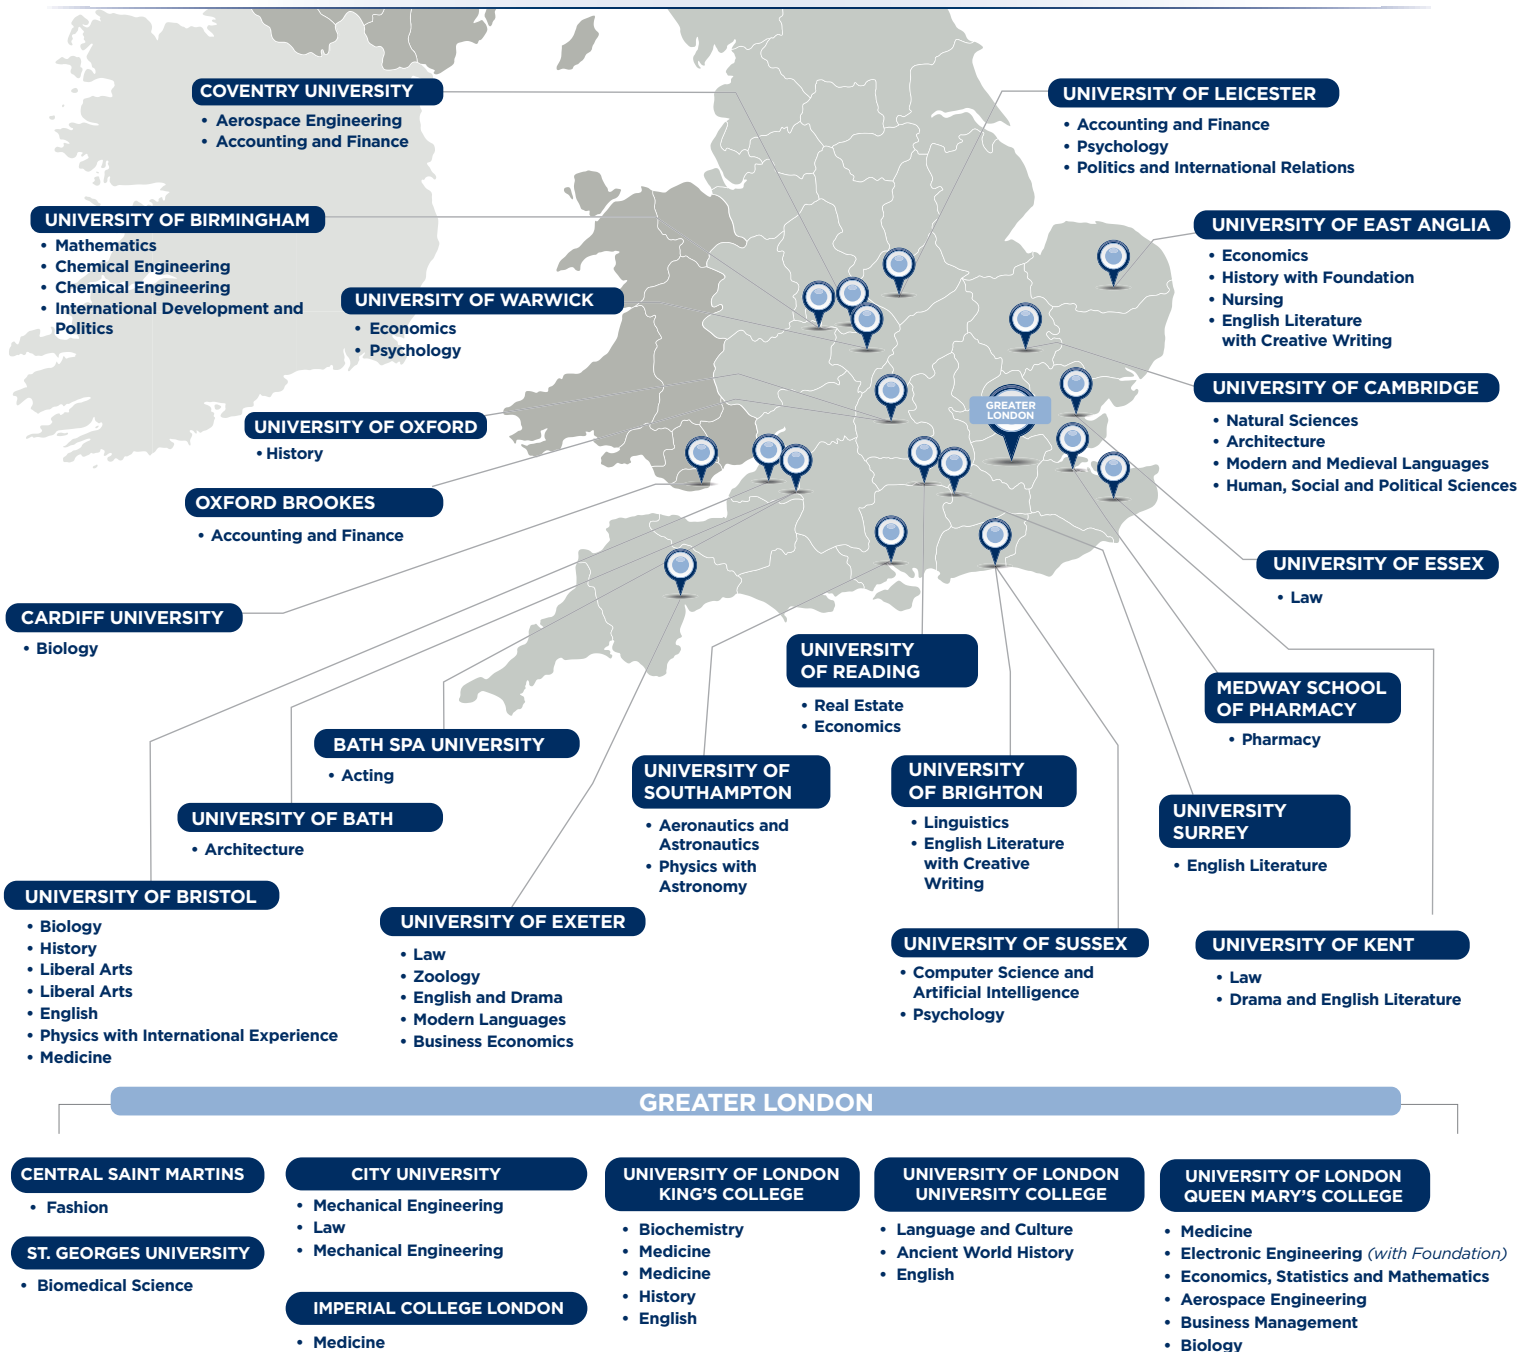 COVENTRY UNIVERSITY
• Aerospace Engineering
• Accounting and Finance
UNIVERSITY OF LEICESTER
• Accounting and Finance
• Psychology
• Politics and International Relations
UNIVERSITY OF BIRMINGHAM
• Mathematics
• Chemical Engineering
• Chemical Engineering
• International Development and
Politics
UNIVERSITY OF EAST ANGLIA
• Economics
• History with Foundation
• Nursing
• English Literature
with Creative Writing
UNIVERSITY OF WARWICK
• Economics
• Psychology
UNIVERSITY OF CAMBRIDGE
• Natural Sciences
• Architecture
• Modern and Medieval Languages
• Human, Social and Political Sciences
GREATER
LONDON
UNIVERSITY OF OXFORD
• History
OXFORD BROOKES
• Accounting and Finance
UNIVERSITY OF ESSEX
• Law
CARDIFF UNIVERSITY
• Biology
UNIVERSITY
OF READING
• Real Estate
• Economics
MEDWAY SCHOOL
OF PHARMACY
• Pharmacy
BATH SPA UNIVERSITY
• Acting
UNIVERSITY OF
SOUTHAMPTON
• Aeronautics and
Astronautics
• Physics with
Astronomy
UNIVERSITY
OF BRIGHTON
• Linguistics
• English Literature
with Creative
Writing
UNIVERSITY
SURREY
• English Literature
UNIVERSITY OF BATH
• Architecture
UNIVERSITY OF BRISTOL
• Biology
• History
• Liberal Arts
• Liberal Arts
• English
• Physics with International Experience
• Medicine
UNIVERSITY OF EXETER
• Law
• Zoology
• English and Drama
• Modern Languages
• Business Economics
UNIVERSITY OF SUSSEX
• Computer Science and
Artificial Intelligence
• Psychology
UNIVERSITY OF KENT
• Law
• Drama and English Literature
GREATER LONDON
CENTRAL SAINT MARTINS
• Fashion
ST. GEORGES UNIVERSITY
• Biomedical Science
CITY UNIVERSITY
• Mechanical Engineering
• Law
• Mechanical Engineering
IMPERIAL COLLEGE LONDON
• Medicine
UNIVERSITY OF LONDON
KING'S COLLEGE
• Biochemistry
• Medicine
• Medicine
• History
• English
UNIVERSITY OF LONDON
UNIVERSITY COLLEGE
• Language and Culture
• Ancient World History
• English
UNIVERSITY OF LONDON
QUEEN MARY'S COLLEGE
• Medicine
• Electronic Engineering (with Foundation)
• Economics, Statistics and Mathematics
• Aerospace Engineering
• Business Management
• Biology